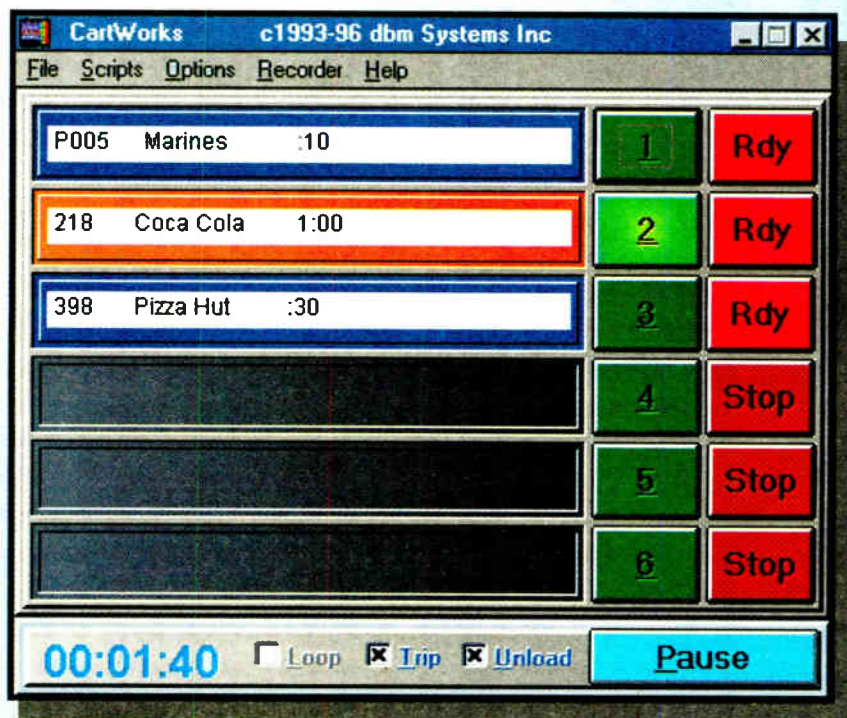 CartWorks c1993-96 dbm Systems Inc
File Scripts Options Recorder Help
P005 Marines :10 1 Rdy
218 Coca Cola 1:00 2 Rdy
398 Pizza Hut :30 3 Rdy
4 Stop
5 Stop
6 Stop
00:01:40 Loop Trip Unload Pause